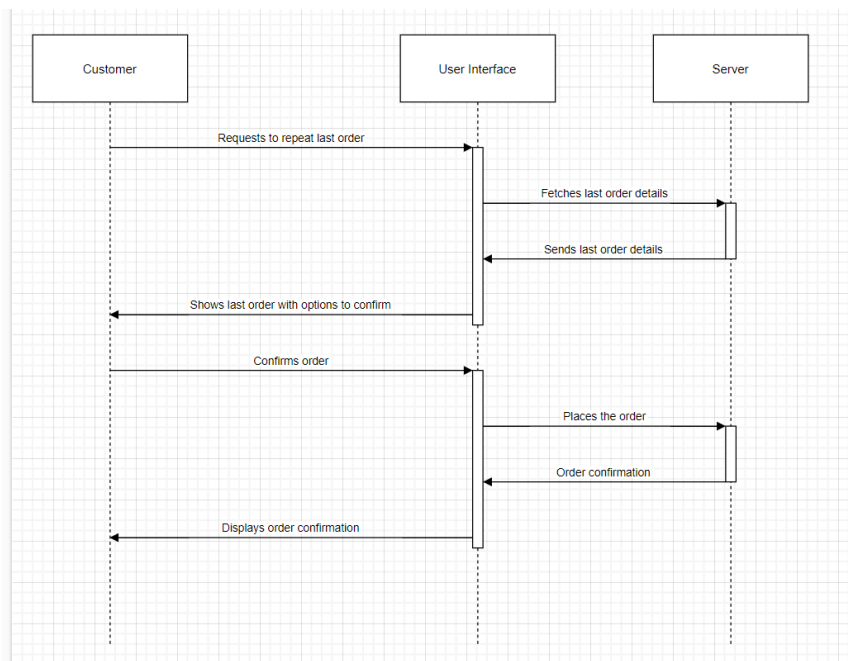 Customer
User Interface
Server
Requests to repeat last order
Fetches last order details
Sends last order details
Shows last order with options to confirm
Confirms order
Places the order
Order confirmation
Displays order confirmation